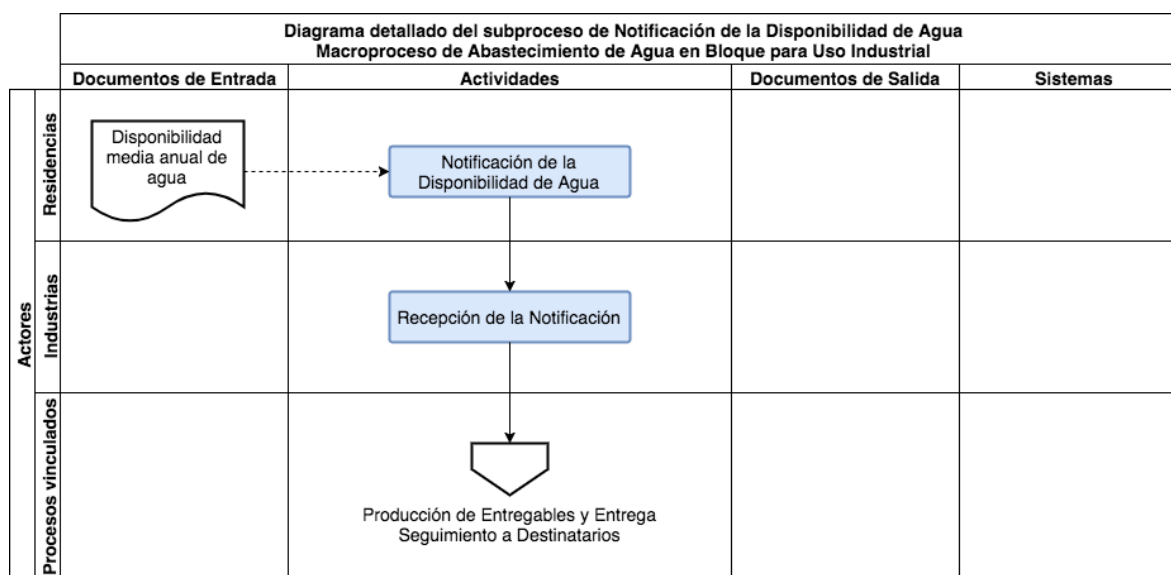 Diagrama detallado del subproceso de Notificación de la Disponibilidad de Agua
Macroproceso de Abastecimiento de Agua en Bloque para Uso Industrial
Documentos de Entrada
Actividades
Documentos de Salida
Sistemas
Actores
Residencias
Disponibilidad
media anual de
agua
Notificación de la
Disponibilidad de Agua
Industrias
Recepción de la Notificación
Procesos vinculados
Producción de Entregables y Entrega
Seguimiento a Destinatarios